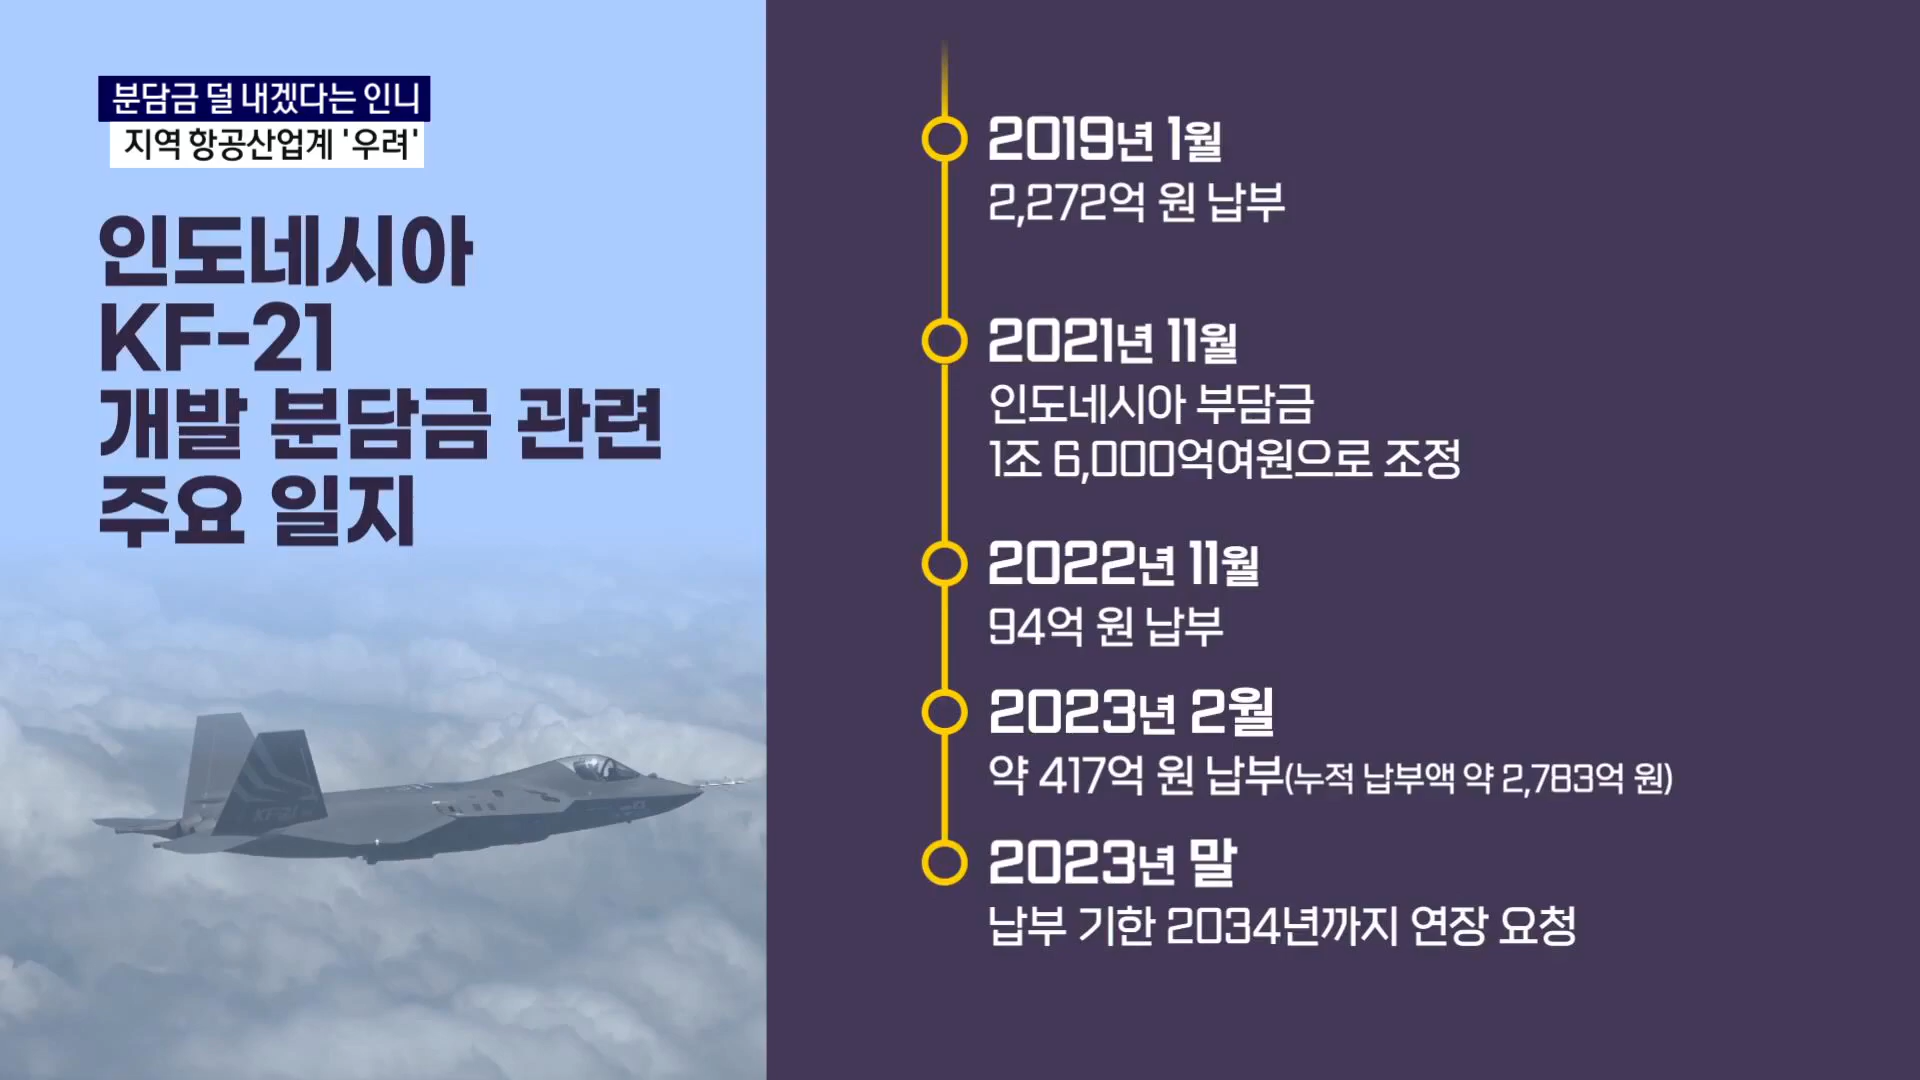 분담금 덜 내겠다는 인니
지역 항공산업계 '우려'
인도네시아
KF-21
개발 분담금 관련
주요 일지
KF-21
2019년 1월
2,272억 원 납부
2021년 11월
인도네시아 부담금
1조 6,000억여원으로 조정
2022년 11월
94억 원 납부
2023년 2월
약 417억 원 납부(누적 납부액 약 2,783억 원)
2023년 말
납부 기한 2034년까지 연장 요청